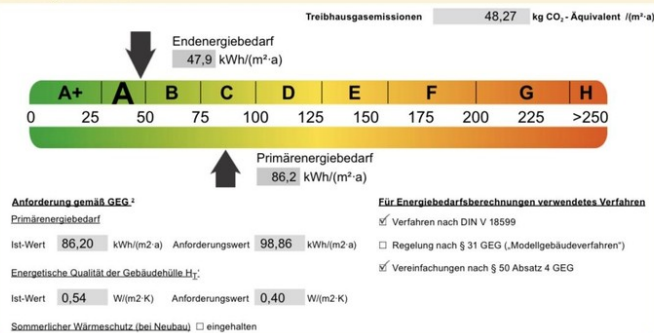 Treibhausgasemissionen 48,27 kg CO₂ - Äquivalent /(m²·a)
Endenergiebedarf
47,9 kWh/(m²·a)
A+ A B C D E F G H
0 25 50 75 100 125 150 175 200 225 >250
Primärenergiebedarf
86,2 kWh/(m²·a)
Anforderung gemäß GEG ²
Primärenergiebedarf
Ist-Wert 86,20 kWh/(m2·a) Anforderungswert 98,86 kWh/(m2·a)
Energetische Qualität der Gebäudehülle H_T':
Ist-Wert 0,54 W/(m2·K) Anforderungswert 0,40 W/(m2·K)
Sommerlicher Wärmeschutz (bei Neubau) ☐ eingehalten
Für Energiebedarfsberechnungen verwendetes Verfahren
☑ Verfahren nach DIN V 18599
☐ Regelung nach § 31 GEG („Modellgebäudeverfahren“)
☑ Vereinfachungen nach § 50 Absatz 4 GEG